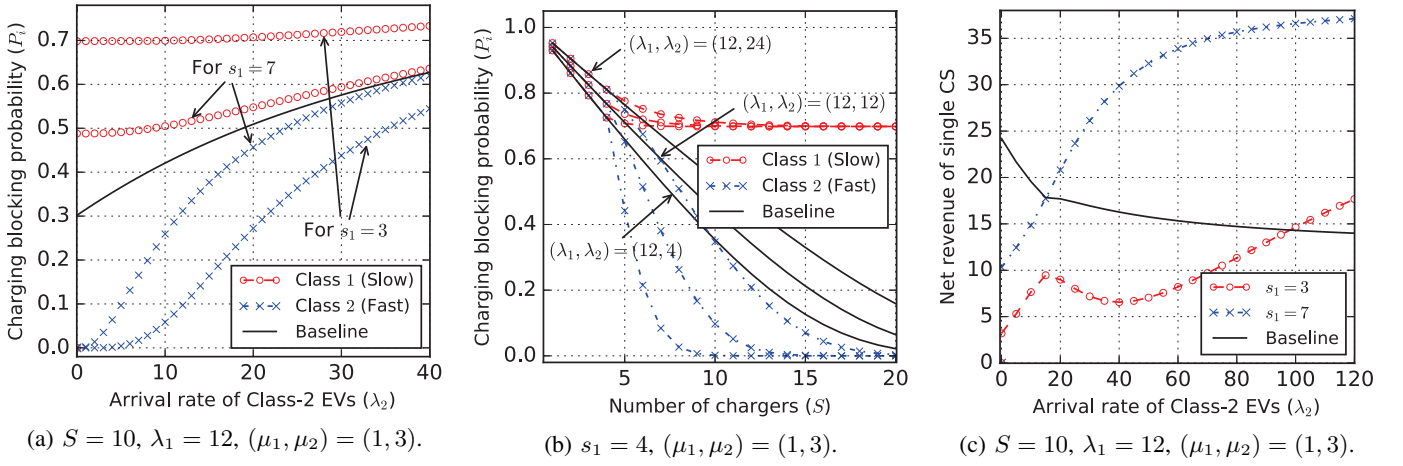 Charging blocking probability (P_i)
0.7
0.6
0.5
0.4
0.3
0.2
0.1
0.0
For s_1 = 7
For s_1 = 3
Class 1 (Slow)
Class 2 (Fast)
Baseline
0 10 20 30 40
Arrival rate of Class-2 EVs (λ_2)
(a) S = 10, λ_1 = 12, (μ_1, μ_2) = (1, 3).
Charging blocking probability (P_i)
1.0
0.8
0.6
0.4
0.2
0.0
(λ_1, λ_2) = (12, 24)
(λ_1, λ_2) = (12, 12)
Class 1 (Slow)
Class 2 (Fast)
Baseline
(λ_1, λ_2) = (12, 4)
5 10 15 20
Number of chargers (S)
(b) s_1 = 4, (μ_1, μ_2) = (1, 3).
Net revenue of single CS
35
30
25
20
15
10
5
0
s_1 = 3
s_1 = 7
Baseline
0 20 40 60 80 100 120
Arrival rate of Class-2 EVs (λ_2)
(c) S = 10, λ_1 = 12, (μ_1, μ_2) = (1, 3).